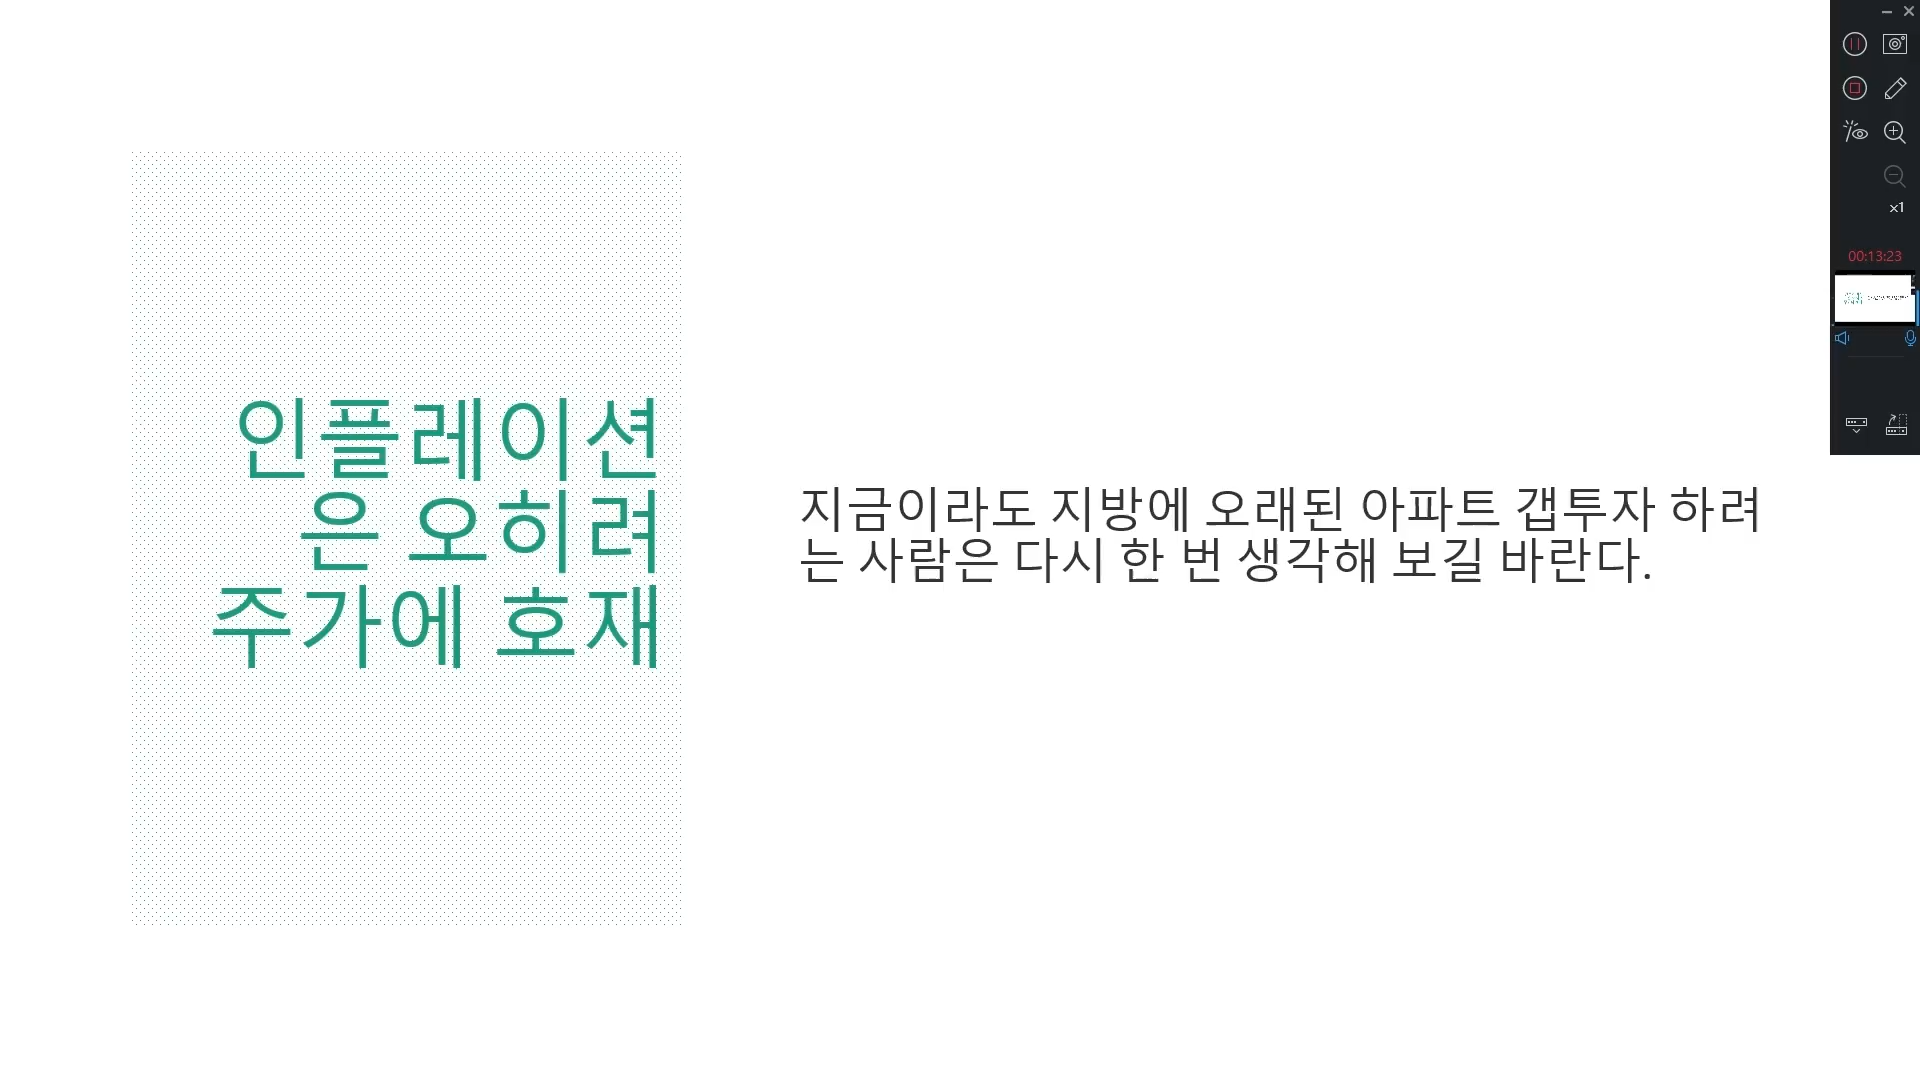 인플레이션
은 오히려
주가에 호재
지금이라도 지방에 오래된 아파트 갭투자 하려
는 사람은 다시 한 번 생각해 보길 바란다.
x1
00:13:23